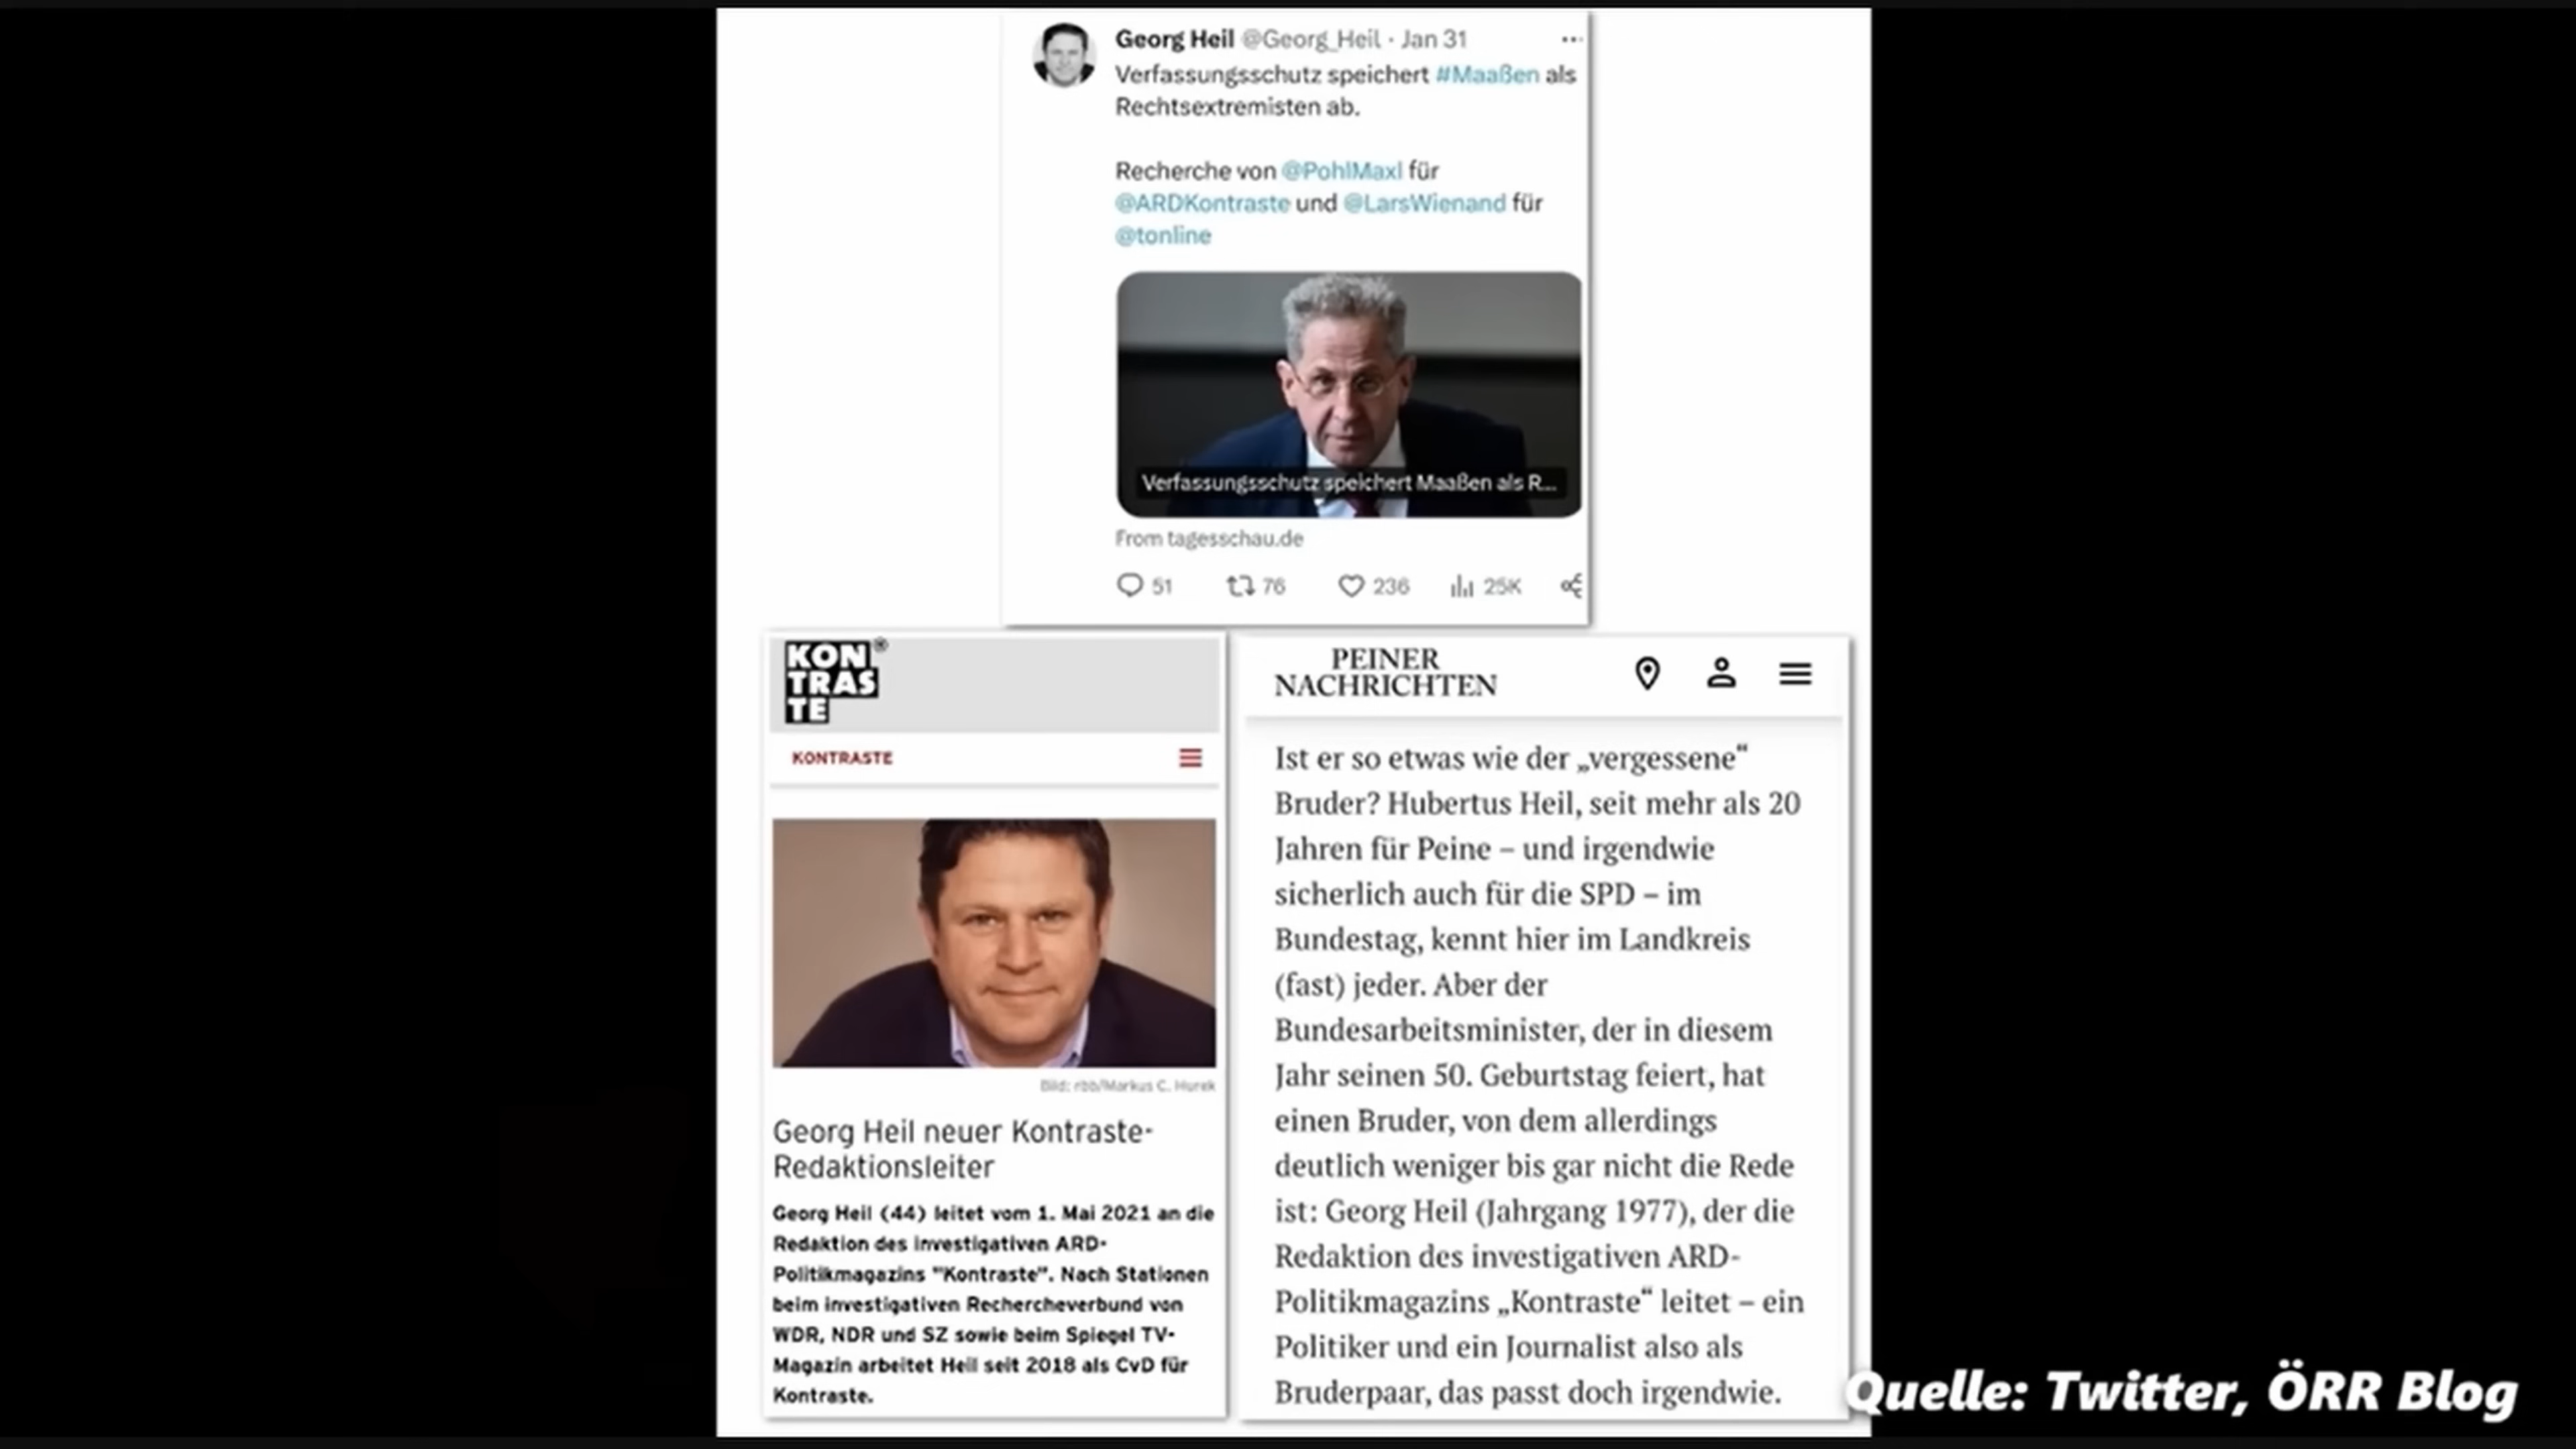 Georg Heil @Georg_Heil · Jan 31
Verfassungsschutz speichert #Maaßen als
Rechtsextremisten ab.
Recherche von @PohlMaxl für
@ARDKontraste und @LarsWienand für
@tonline
Verfassungsschutz speichert Maaßen als R...
From tagesschau.de
51 76 236 25K
KON
TRAS
TE
KONTRASTE
Bild: rbb/Markus C. Hurek
Georg Heil neuer Kontraste-
Redaktionsleiter
Georg Heil (44) leitet vom 1. Mai 2021 an die
Redaktion des investigativen ARD-
Politikmagazins "Kontraste". Nach Stationen
beim investigativen Rechercheverbund von
WDR, NDR und SZ sowie beim Spiegel TV-
Magazin arbeitet Heil seit 2018 als CvD für
Kontraste.
PEINER
NACHRICHTEN
Ist er so etwas wie der „vergessene“
Bruder? Hubertus Heil, seit mehr als 20
Jahren für Peine – und irgendwie
sicherlich auch für die SPD – im
Bundestag, kennt hier im Landkreis
(fast) jeder. Aber der
Bundesarbeitsminister, der in diesem
Jahr seinen 50. Geburtstag feiert, hat
einen Bruder, von dem allerdings
deutlich weniger bis gar nicht die Rede
ist: Georg Heil (Jahrgang 1977), der die
Redaktion des investigativen ARD-
Politikmagazins „Kontraste“ leitet – ein
Politiker und ein Journalist also als
Bruderpaar, das passt doch irgendwie.
Quelle: Twitter, ÖRR Blog